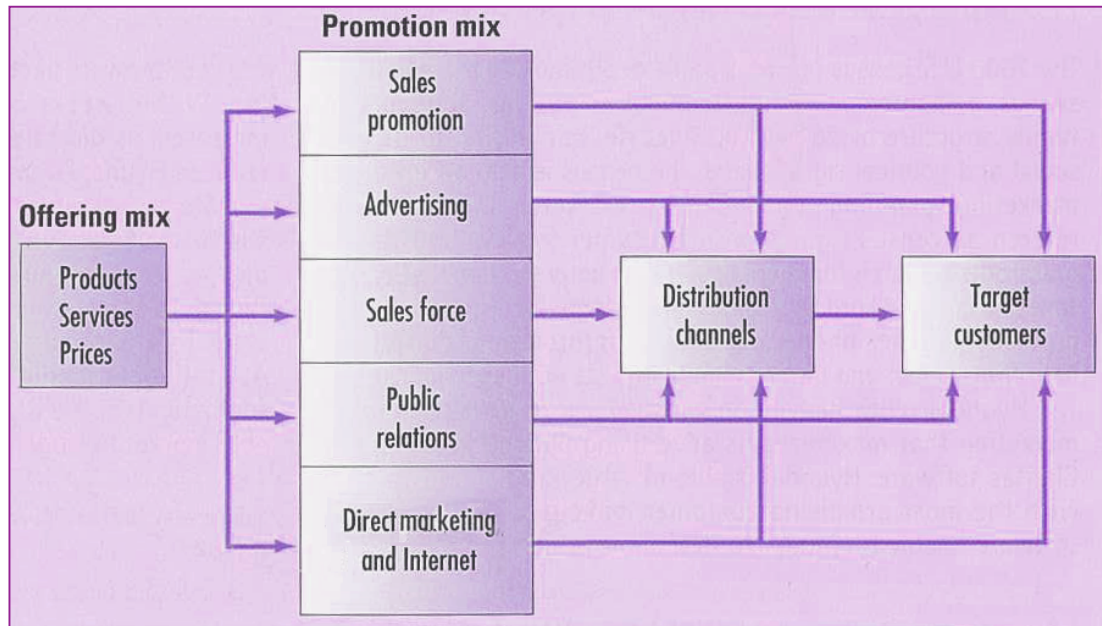 Promotion mix
Sales
promotion
Advertising
Offering mix
Products
Services
Prices
Sales force
Distribution
channels
Target
customers
Public
relations
Direct marketing
and Internet